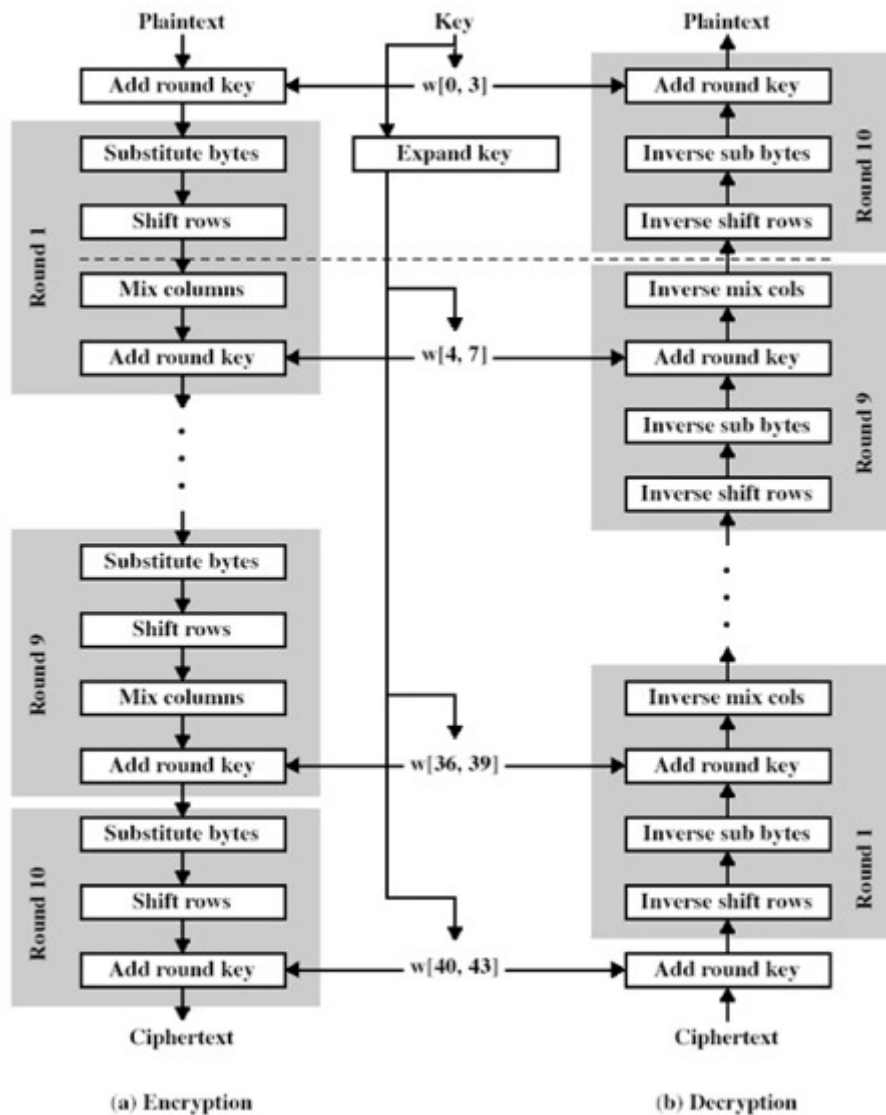 Plaintext
Key
Plaintext
Add round key
w[0, 3]
Add round key
Substitute bytes
Expand key
Inverse sub bytes
Round 10
Shift rows
Inverse shift rows
Round 1
Mix columns
Inverse mix cols
Add round key
w[4, 7]
Add round key
Round 9
Inverse sub bytes
Inverse shift rows
Substitute bytes
Shift rows
Round 9
Mix columns
Inverse mix cols
Add round key
w[36, 39]
Add round key
Substitute bytes
Inverse sub bytes
Round 1
Round 10
Shift rows
Inverse shift rows
Add round key
w[40, 43]
Add round key
Ciphertext
Ciphertext
(a) Encryption
(b) Decryption